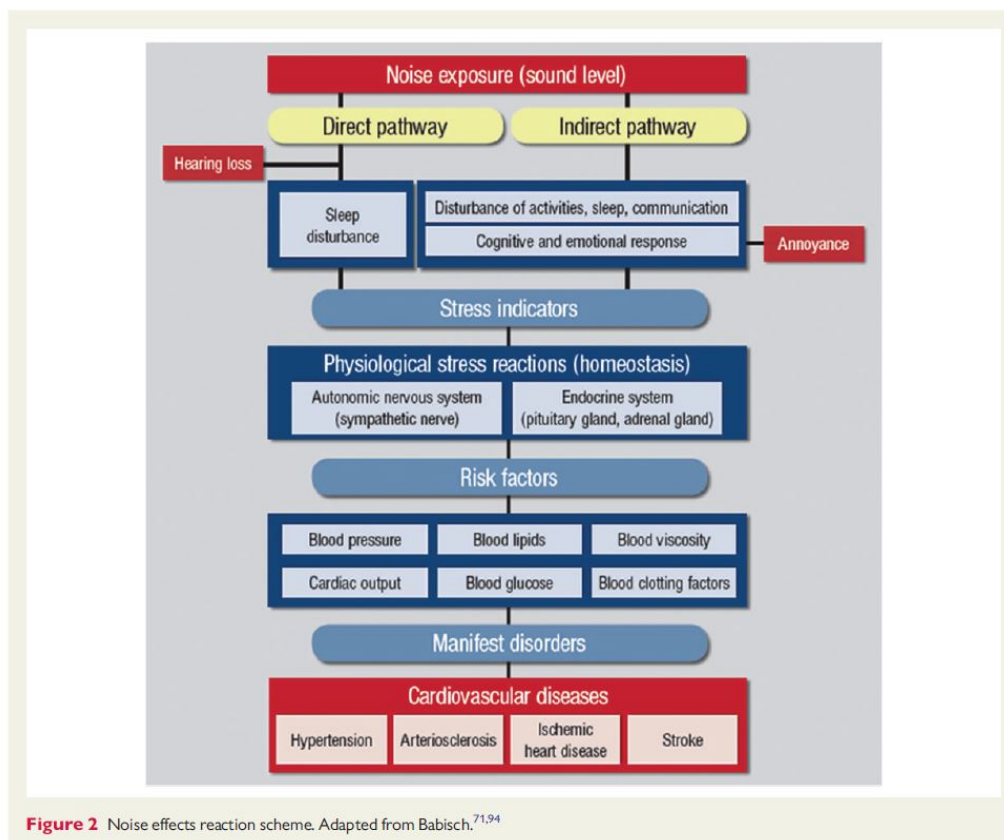 Noise exposure (sound level)
Direct pathway
Indirect pathway
Hearing loss
Sleep
disturbance
Disturbance of activities, sleep, communication
Cognitive and emotional response
Annoyance
Stress indicators
Physiological stress reactions (homeostasis)
Autonomic nervous system
(sympathetic nerve)
Endocrine system
(pituitary gland, adrenal gland)
Risk factors
Blood pressure
Blood lipids
Blood viscosity
Cardiac output
Blood glucose
Blood clotting factors
Manifest disorders
Cardiovascular diseases
Hypertension
Arteriosclerosis
Ischemic
heart disease
Stroke
Figure 2 Noise effects reaction scheme. Adapted from Babisch.71,94